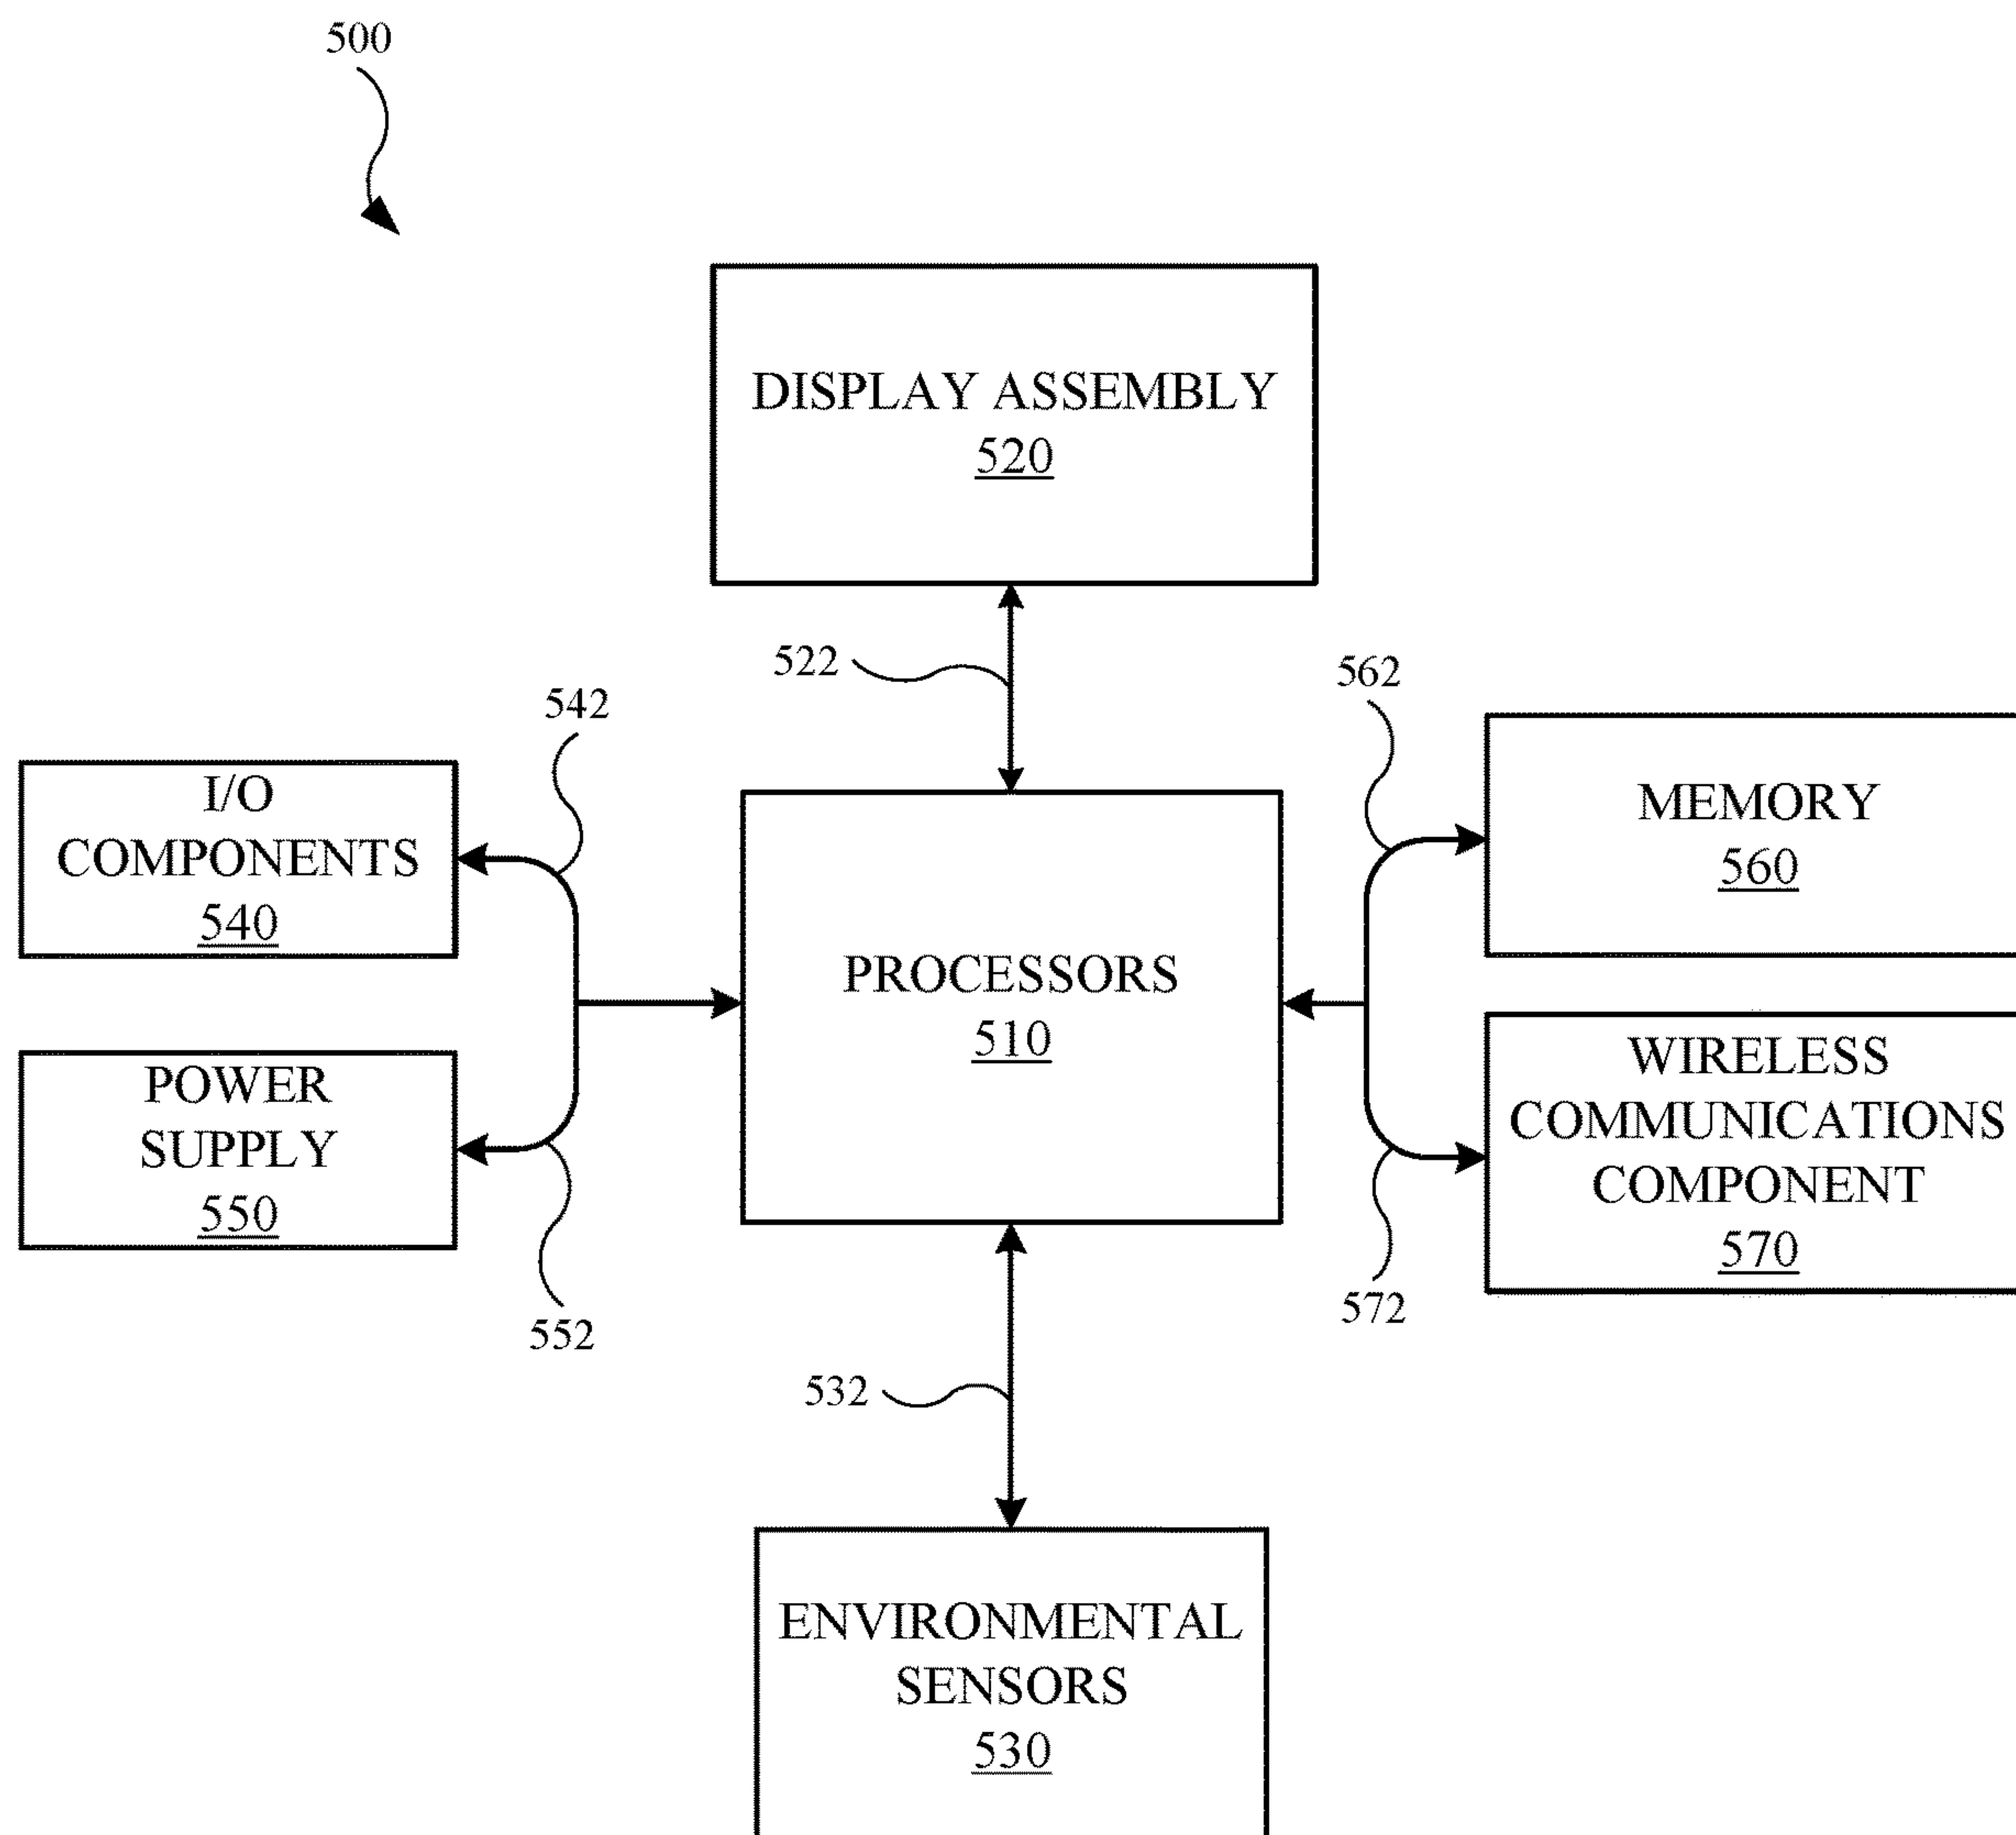 500
DISPLAY ASSEMBLY
520
522
542
562
I/O
COMPONENTS
540
MEMORY
560
PROCESSORS
510
POWER
SUPPLY
550
WIRELESS
COMMUNICATIONS
COMPONENT
570
552
572
532
ENVIRONMENTAL
SENSORS
530